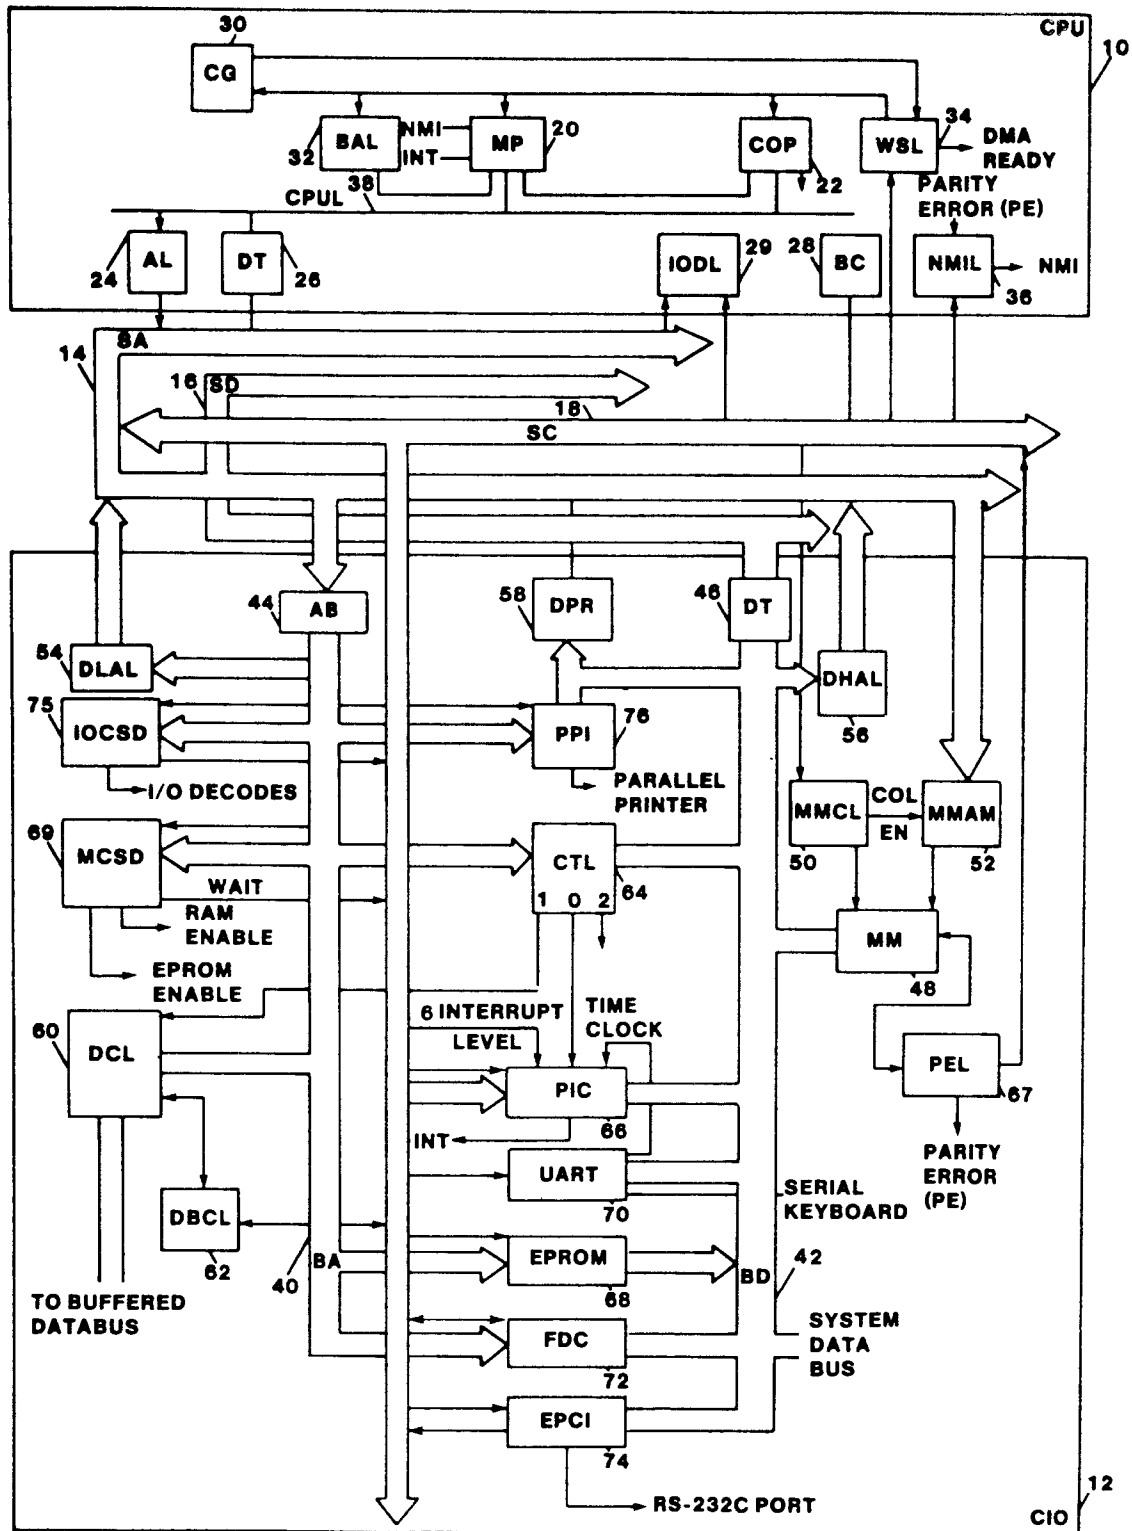 CPU
30
10
CG
BAL
32
NMI
INT
MP
20
COP
22
WSL
34
DMA
READY
38
CPUL
PARITY
ERROR (PE)
AL
24
DT
26
IODL
29
28
BC
NMIL
36
NMI
SA
14
16
SD
18
SC
44
AB
58
DPR
46
DT
54
DLAL
DHAL
56
75
IOCSD
PPI
76
I/O DECODES
PARALLEL
PRINTER
MMCL
50
COL
EN
MMAM
52
69
MCSD
CTL
64
1 0 2
WAIT
RAM
ENABLE
EPROM
ENABLE
MM
48
6 INTERRUPT
LEVEL
TIME
CLOCK
60
DCL
PIC
66
PEL
67
INT
UART
70
PARITY
ERROR
(PE)
SERIAL
KEYBOARD
DBCL
62
BA
40
EPROM
68
BD
42
TO BUFFERED
DATABUS
FDC
72
SYSTEM
DATA
BUS
EPCI
74
RS-232C PORT
12
CIO